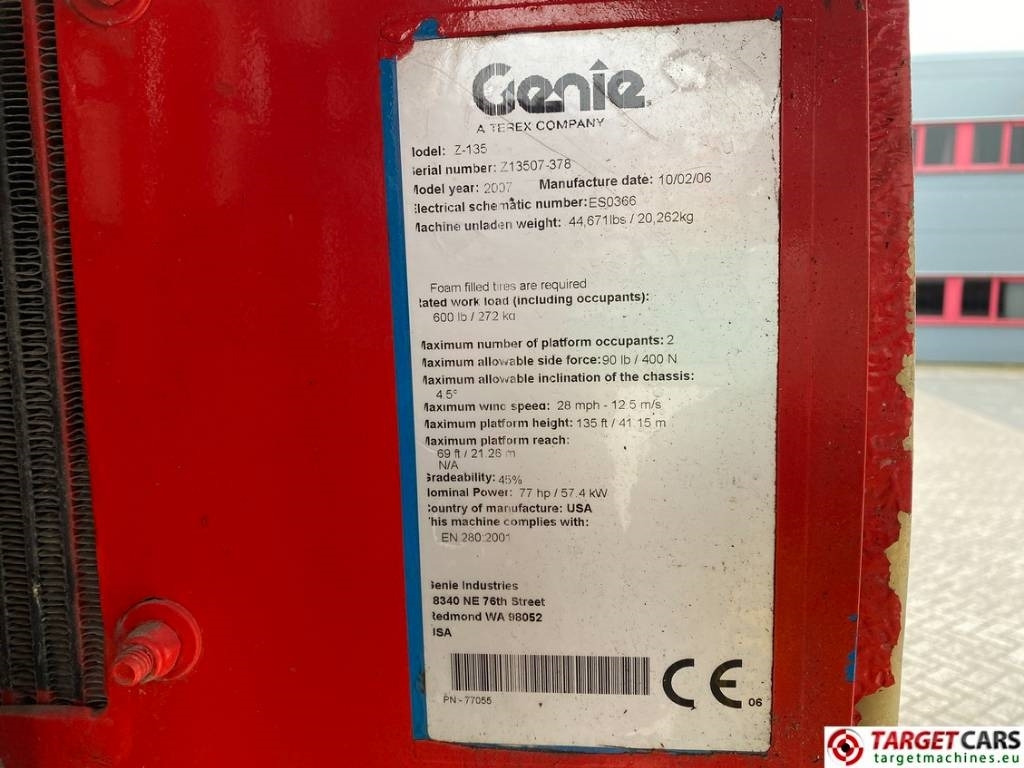 Genie
A TEREX COMPANY
lodel: Z-135
erial number: Z13507-378
Model year: 2007 Manufacture date: 10/02/06
Electrical schematic number:ES0366
Machine unladen weight: 44,671lbs / 20,262kg
Foam filled tires are required
Rated work load (including occupants):
600 lb / 272 kg
Maximum number of platform occupants: 2
Maximum allowable side force:90 lb / 400 N
Maximum allowable inclination of the chassis:
4.5°
Maximum wind speed: 28 mph - 12.5 m/s
Maximum platform height: 135 ft / 41.15 m
Maximum platform reach:
69 ft / 21.26 m
N/A
Gradeability: 45%
Nominal Power: 77 hp / 57.4 kW
Country of manufacture: USA
This machine complies with:
EN 280:2001
Genie Industries
8340 NE 76th Street
Redmond WA 98052
USA
PN - 77055
CE 06
TARGETCARS
targetmachines.eu